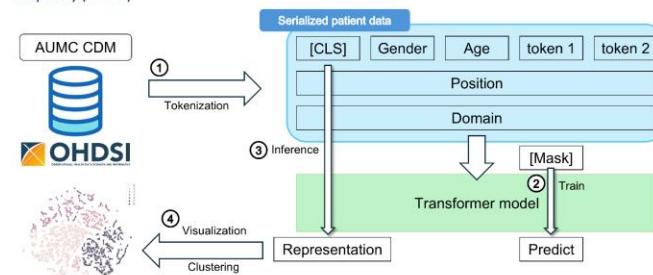 Serialized patient data
AUMC CDM
[CLS] Gender Age token 1 token 2
①
Tokenization
Position
Domain
OHDSI
③ Inference
[Mask]
② Train
Transformer model
④
Visualization
Clustering
Representation
Predict